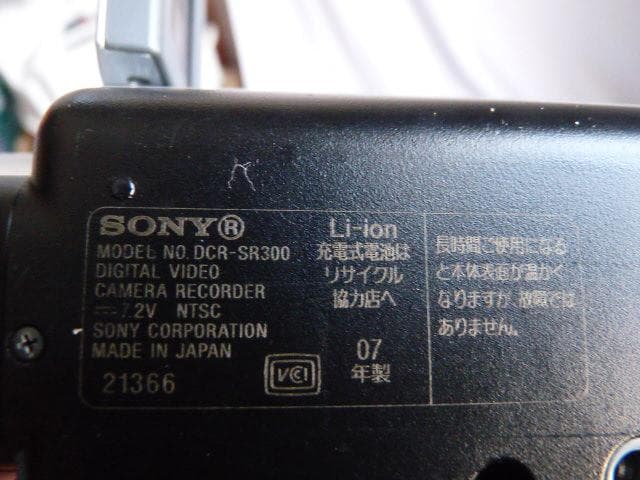 SONY®
MODEL NO. DCR-SR300
DIGITAL VIDEO
CAMERA RECORDER
⎓7.2V NTSC
SONY CORPORATION
MADE IN JAPAN
21366
VCI
Li-ion
充電式電池は
リサイクル
協力店へ
07
年製
長時間ご使用になる
と本体表面が温かく
なりますが、故障では
ありません。